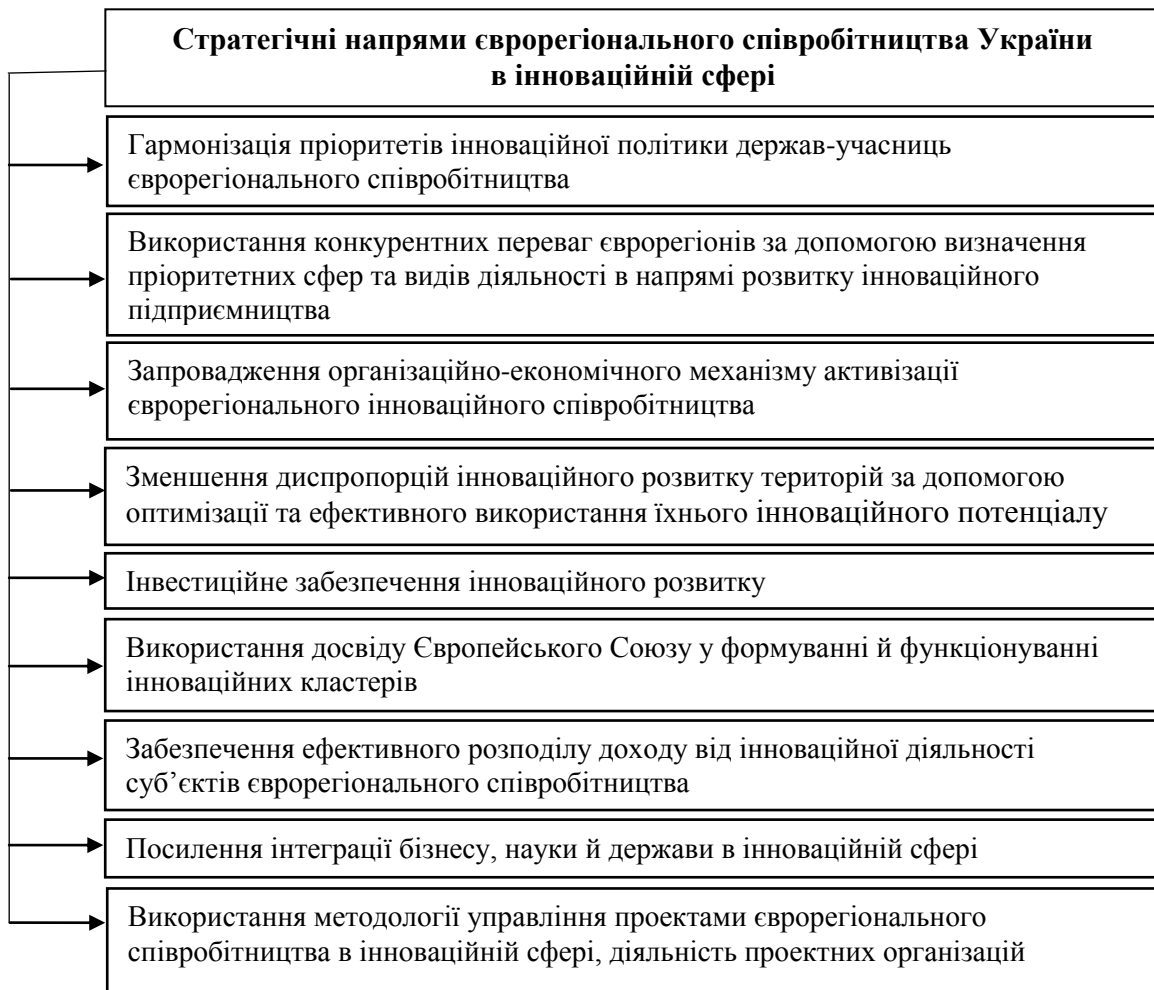 Стратегічні напрями єврорегіонального співробітництва України
в інноваційній сфері
Гармонізація пріоритетів інноваційної політики держав-учасниць
єврорегіонального співробітництва
Використання конкурентних переваг єврорегіонів за допомогою визначення
пріоритетних сфер та видів діяльності в напрямі розвитку інноваційного
підприємництва
Запровадження організаційно-економічного механізму активізації
єврорегіонального інноваційного співробітництва
Зменшення диспропорцій інноваційного розвитку територій за допомогою
оптимізації та ефективного використання їхнього інноваційного потенціалу
Інвестиційне забезпечення інноваційного розвитку
Використання досвіду Європейського Союзу у формуванні й функціонуванні
інноваційних кластерів
Забезпечення ефективного розподілу доходу від інноваційної діяльності
суб’єктів єврорегіонального співробітництва
Посилення інтеграції бізнесу, науки й держави в інноваційній сфері
Використання методології управління проектами єврорегіонального
співробітництва в інноваційній сфері, діяльність проектних організацій